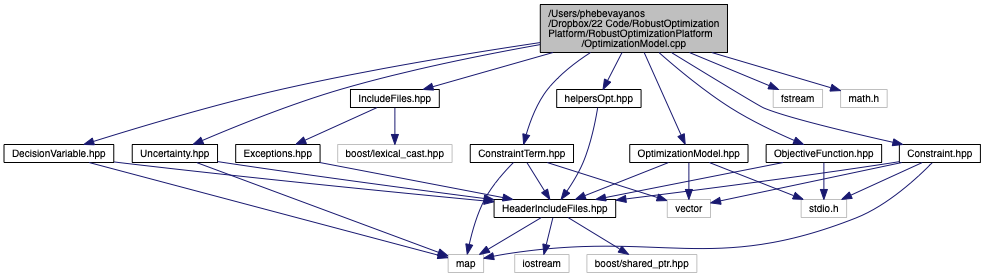 /Users/phebevayanos
/Dropbox/22 Code/RobustOptimization
Platform/RobustOptimizationPlatform
/OptimizationModel.cpp
IncludeFiles.hpp
helpersOpt.hpp
fstream
math.h
DecisionVariable.hpp
Uncertainty.hpp
Exceptions.hpp
boost/lexical_cast.hpp
ConstraintTerm.hpp
OptimizationModel.hpp
ObjectiveFunction.hpp
Constraint.hpp
HeaderIncludeFiles.hpp
vector
stdio.h
map
iostream
boost/shared_ptr.hpp